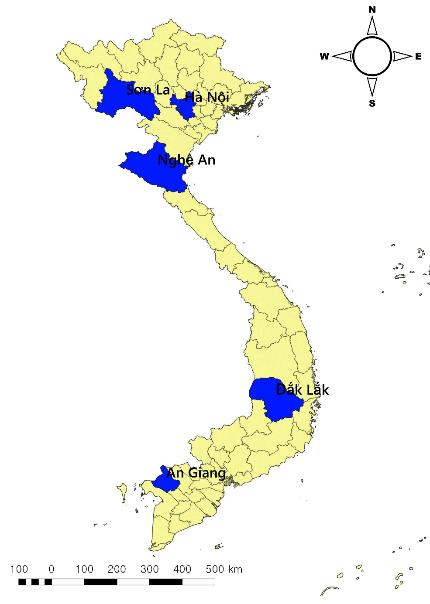 N
W E
S
Sơn La
Hà Nội
Nghệ An
Đắk Lắk
An Giang
100 0 100 200 300 400 500 km